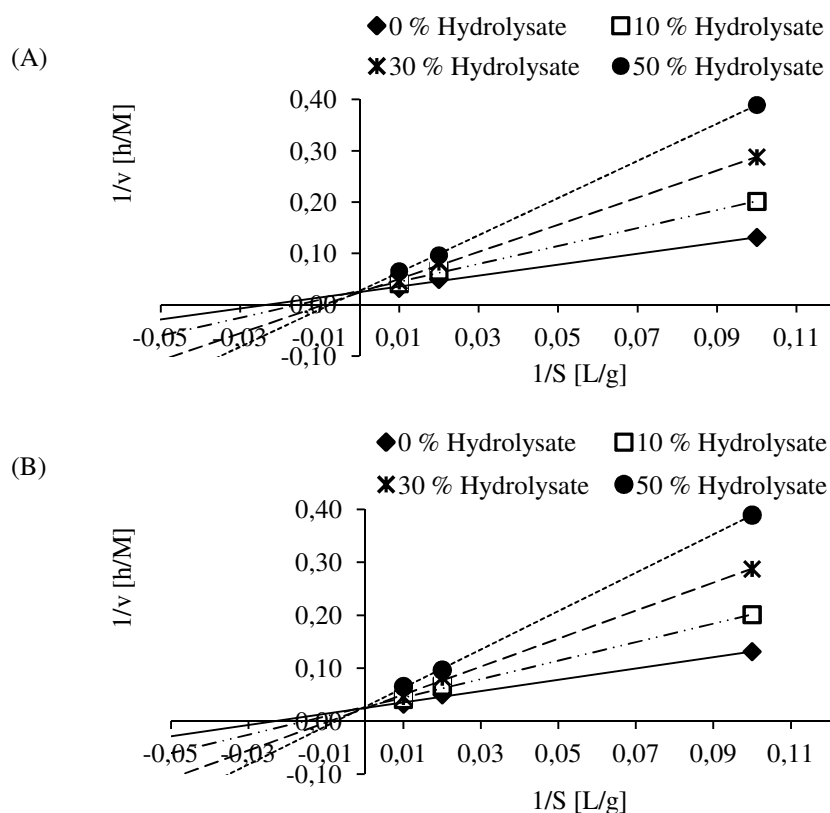 (A)
0 % Hydrolysate 10 % Hydrolysate
30 % Hydrolysate 50 % Hydrolysate
1/v [h/M]
0,40
0,30
0,20
0,10
0,00
-0,10
-0,05 -0,03 -0,01 0,01 0,03 0,05 0,07 0,09 0,11
1/S [L/g]
(B)
0 % Hydrolysate 10 % Hydrolysate
30 % Hydrolysate 50 % Hydrolysate
1/v [h/M]
0,40
0,30
0,20
0,10
0,00
-0,10
-0,05 -0,03 -0,01 0,01 0,03 0,05 0,07 0,09 0,11
1/S [L/g]